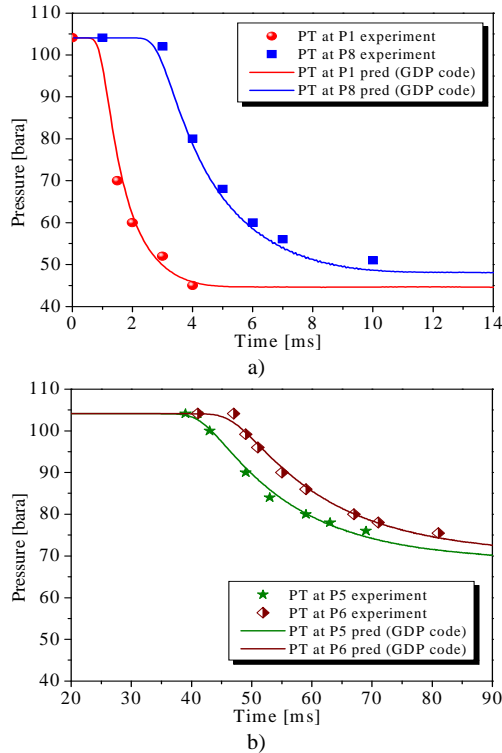 110
100
90
80
70
60
50
40
Pressure [bara]
PT at P1 experiment
PT at P8 experiment
PT at P1 pred (GDP code)
PT at P8 pred (GDP code)
0 2 4 6 8 10 12 14
Time [ms]
a)
110
100
90
80
70
60
50
40
Pressure [bara]
PT at P5 experiment
PT at P6 experiment
PT at P5 pred (GDP code)
PT at P6 pred (GDP code)
20 30 40 50 60 70 80 90
Time [ms]
b)